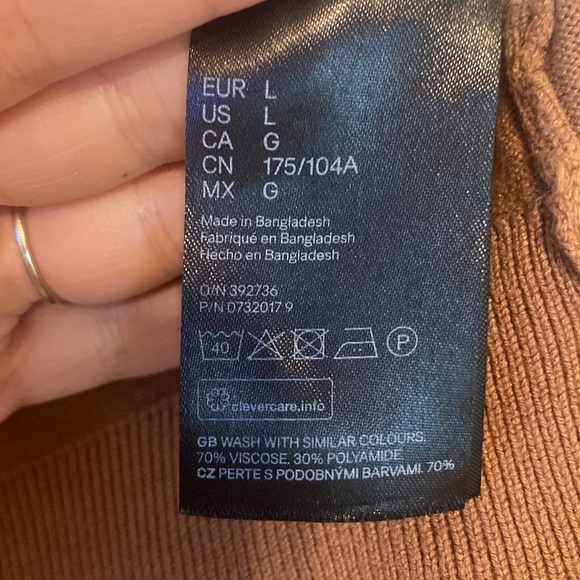 EUR L
US L
CA G
CN 175/104A
MX G
Made in Bangladesh
Fabriqué en Bangladesh
Hecho en Bangladesh
O/N 392736
P/N 0732017 9
40 P
clevercare.info
GB WASH WITH SIMILAR COLOURS.
70% VISCOSE. 30% POLYAMIDE.
CZ PERTE S PODOBNÝMI BARVAMI. 70%